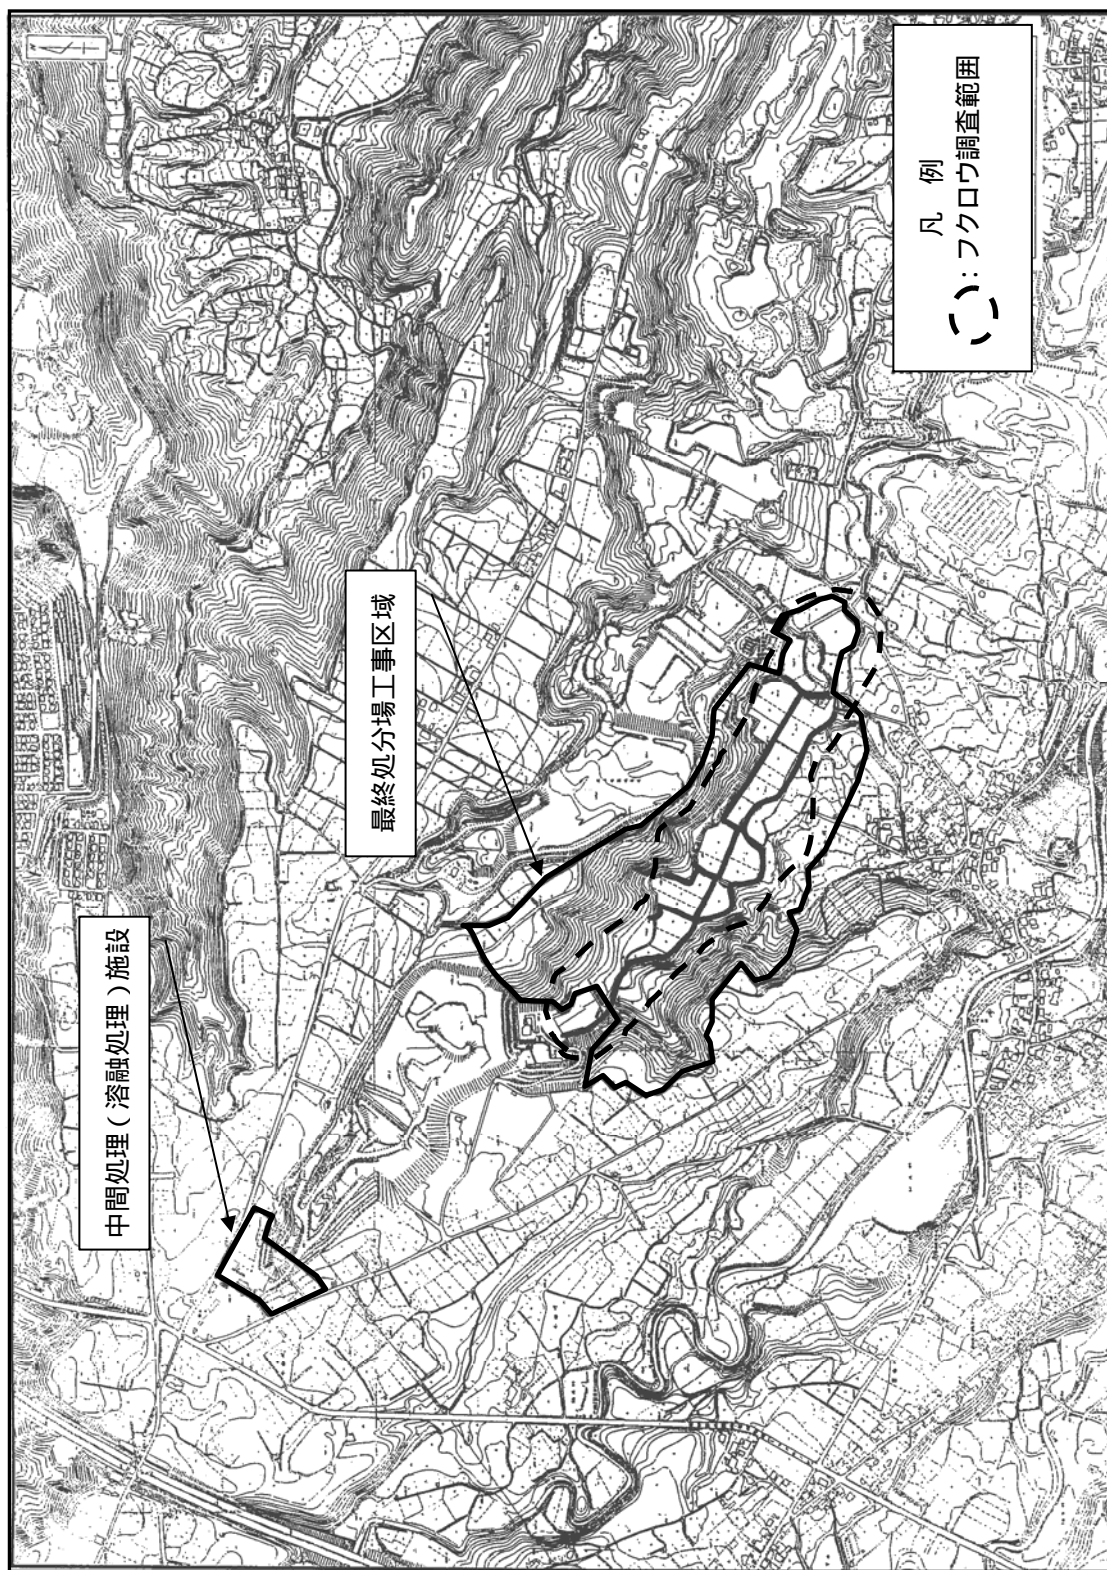 中間処理（溶融処理）施設
最終処分場工事区域
凡　例
：フクロウ調査範囲